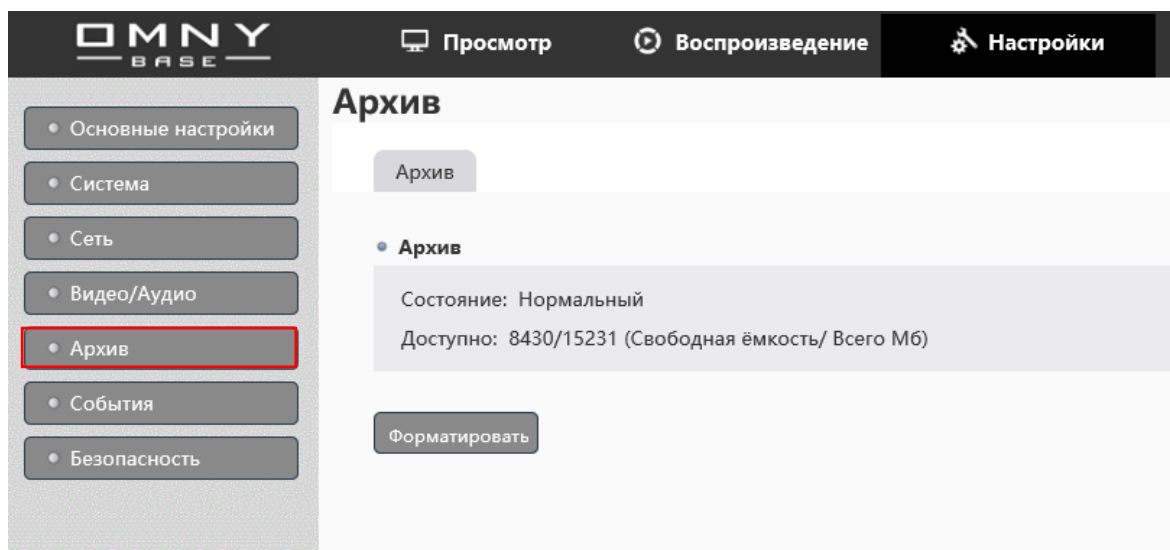 OMNY
BASE
Просмотр
Воспроизведение
Настройки
Основные настройки
Система
Сеть
Видео/Аудио
Архив
События
Безопасность
Архив
Архив
Архив
Состояние: Нормальный
Доступно: 8430/15231 (Свободная ёмкость/ Всего Мб)
Форматировать